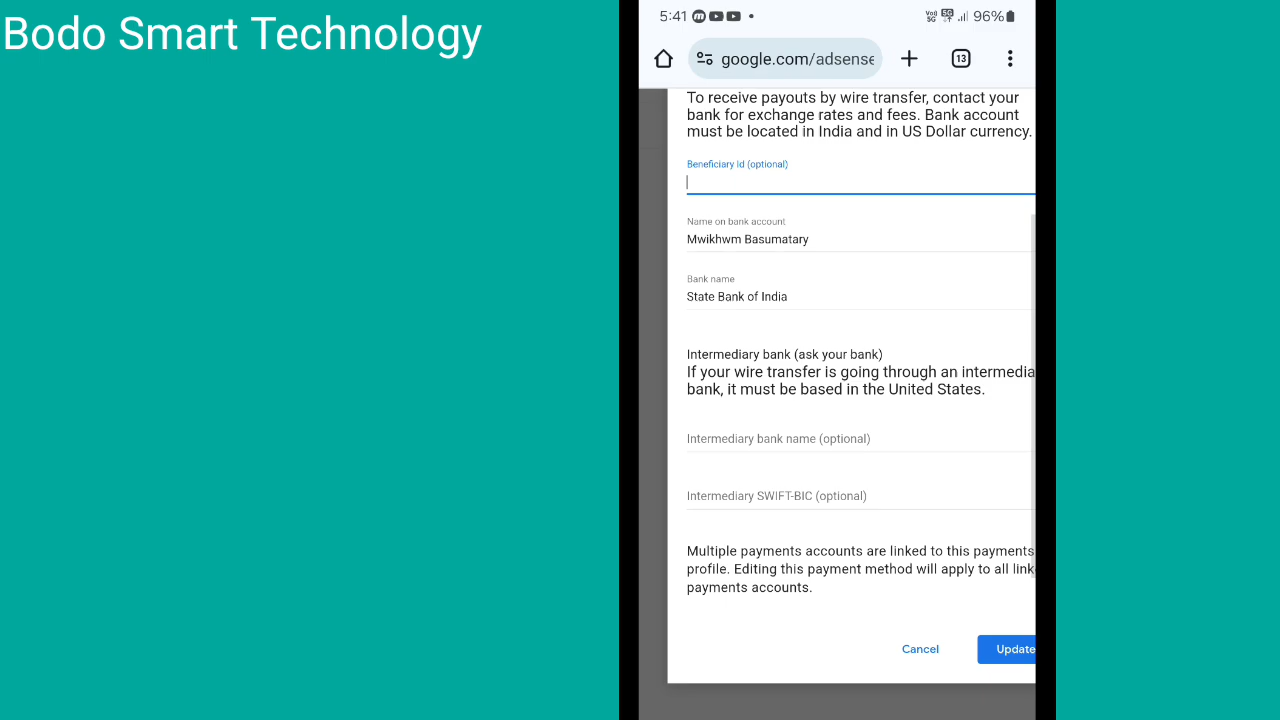 Bodo Smart Technology
5:41
Vo) 5G 5G 96%
google.com/adsense
13
To receive payouts by wire transfer, contact your
bank for exchange rates and fees. Bank account
must be located in India and in US Dollar currency.
Beneficiary Id (optional)
Name on bank account
Mwikhwm Basumatary
Bank name
State Bank of India
Intermediary bank (ask your bank)
If your wire transfer is going through an intermedia
bank, it must be based in the United States.
Intermediary bank name (optional)
Intermediary SWIFT-BIC (optional)
Multiple payments accounts are linked to this payments
profile. Editing this payment method will apply to all link
payments accounts.
Cancel Update